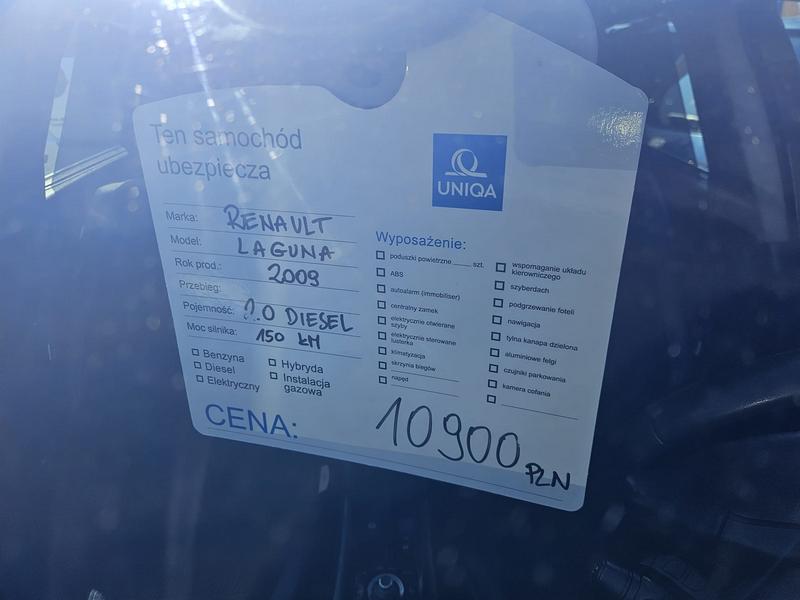 Ten samochód
ubezpiecza
UNIQA
Marka: RENAULT
Model: LAGUNA
Rok prod.: 2009
Przebieg:
Pojemność: 2.0 DIESEL
Moc silnika: 150 KM
Benzyna
Diesel
Elektryczny
Hybryda
Instalacja
gazowa
Wyposażenie:
poduszki powietrzne ____ szt.
ABS
autoalarm (immobiliser)
centralny zamek
elektrycznie otwierane
szyby
elektrycznie sterowane
lusterka
klimatyzacja
skrzynia biegów
napęd
wspomaganie układu
kierowniczego
szyberdach
podgrzewanie foteli
nawigacja
tylna kanapa dzielona
aluminiowe felgi
czujniki parkowania
kamera cofania
CENA: 10900 PLN